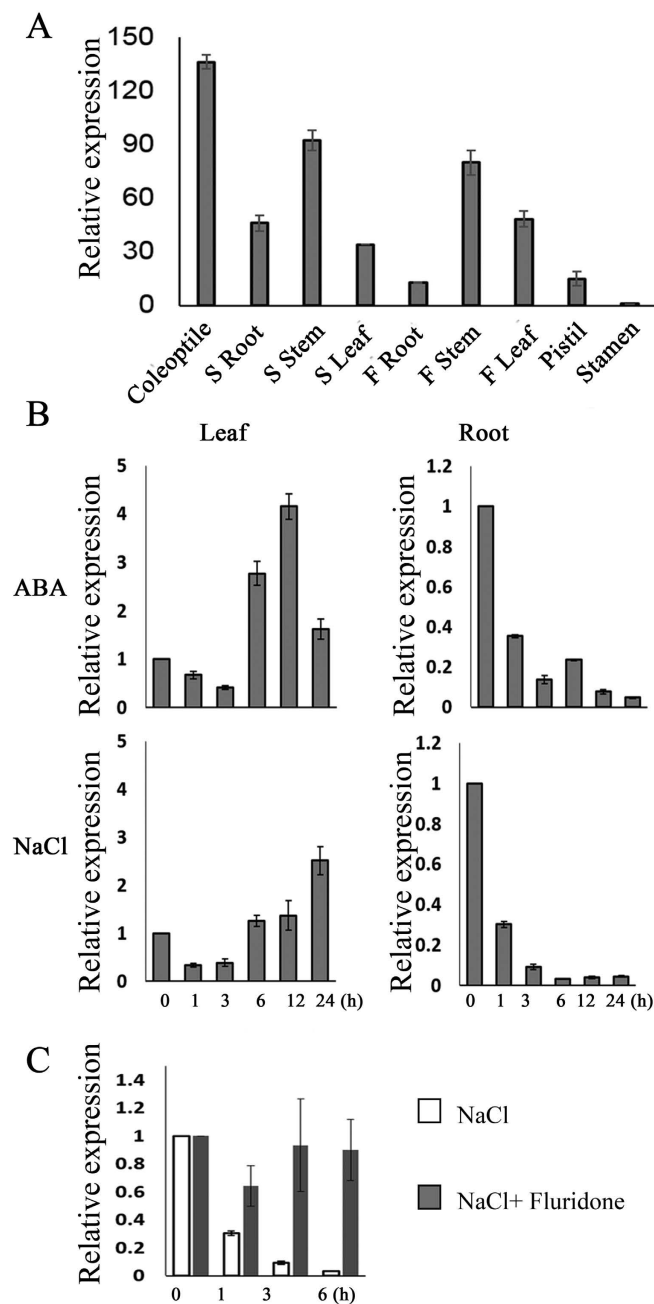 A
Relative expression
150
120
90
60
30
0
Coleoptile
S Root
S Stem
S Leaf
F Root
F Stem
F Leaf
Pistil
Stamen
B
Leaf
Root
ABA
Relative expression
5
4
3
2
1
0
Relative expression
1.2
1
0.8
0.6
0.4
0.2
0
NaCl
Relative expression
5
4
3
2
1
0
0 1 3 6 12 24 (h)
Relative expression
1.2
1
0.8
0.6
0.4
0.2
0
0 1 3 6 12 24 (h)
C
Relative expression
1.4
1.2
1
0.8
0.6
0.4
0.2
0
0 1 3 6 (h)
NaCl
NaCl+ Fluridone